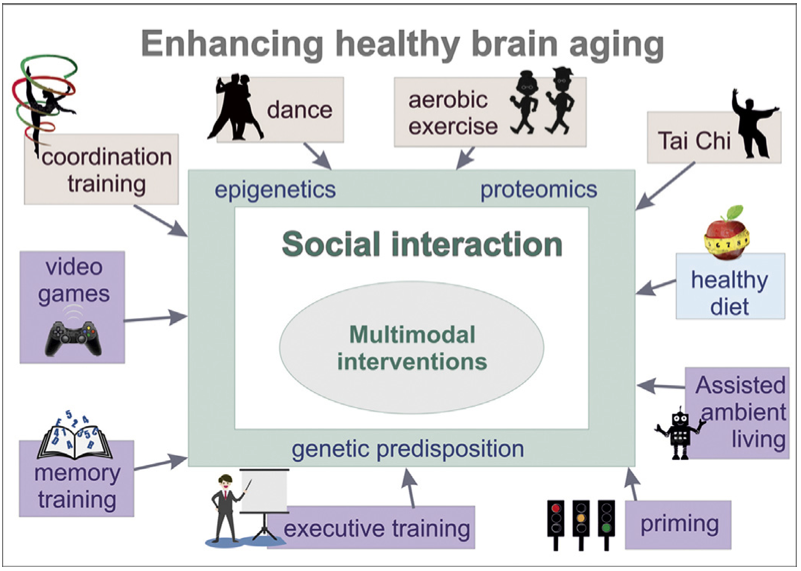 Enhancing healthy brain aging
dance
aerobic
exercise
Tai Chi
coordination
training
epigenetics
proteomics
Social interaction
video
games
healthy
diet
Multimodal
interventions
Assisted
ambient
living
memory
training
genetic predisposition
executive training
priming